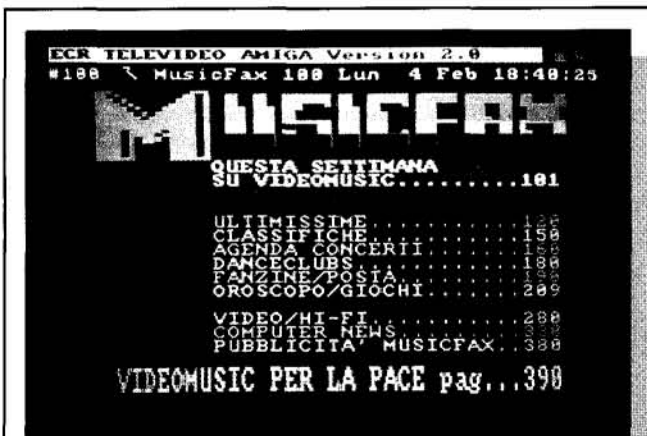 ECR TELEVIDEO AMIGA Version 2.0
#100 MusicFax 100 Lun 4 Feb 18:40:25
MUSICFAX
QUESTA SETTIMANA
SU VIDEOMUSIC.........101
ULTIMISSIME
CLASSIFICHE...........150
AGENDA CONCERTI
DANCECLUBS............180
FANZINE/POSTA
OROSCOPO/GIOCHI.......209
VIDEO/HI-FI...........280
COMPUTER NEWS
PUBBLICITA' MUSICFAX..380
VIDEOMUSIC PER LA PACE pag...390